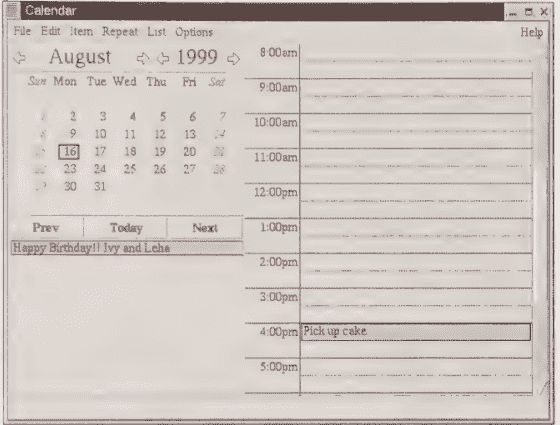 Calendar
File Edit Item Repeat List Options Help
August 1999
Sun Mon Tue Wed Thu Fri Sat
2 3 4 5 6 7
9 10 11 12 13
16 17 18 19 20
23 24 25 26 27 28
30 31
Prev Today Next
Happy Birthday!! Ivy and
8:00am
9:00am
10:00am
11:00am
12:00pm
1:00pm
2:00pm
3:00pm
4:00pm Pick up cake
5:00pm